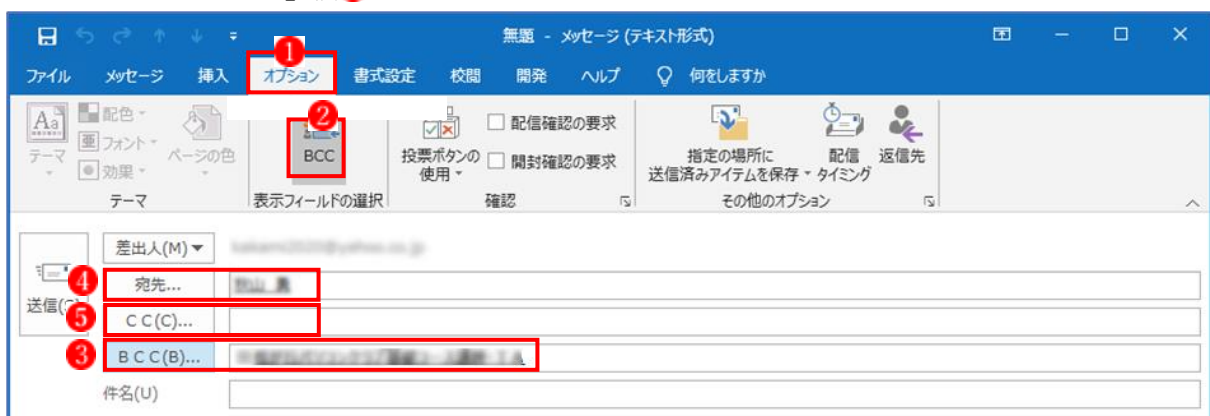 無題 - メッセージ (テキスト形式)
1
ファイル メッセージ 挿入 オプション 書式設定 校閲 開発 ヘルプ 何をしますか
2
Aa 配色 亜 フォント 効果
テーマ
ページの色
BCC
投票ボタンの
使用
配信確認の要求
開封確認の要求
指定の場所に
送信済みアイテムを保存
配信
タイミング
返信先
テーマ 表示フィールドの選択 確認 その他のオプション
差出人(M)
4 宛先...
送信(
5 C C (C)...
3 B C C (B)...
件名(U)